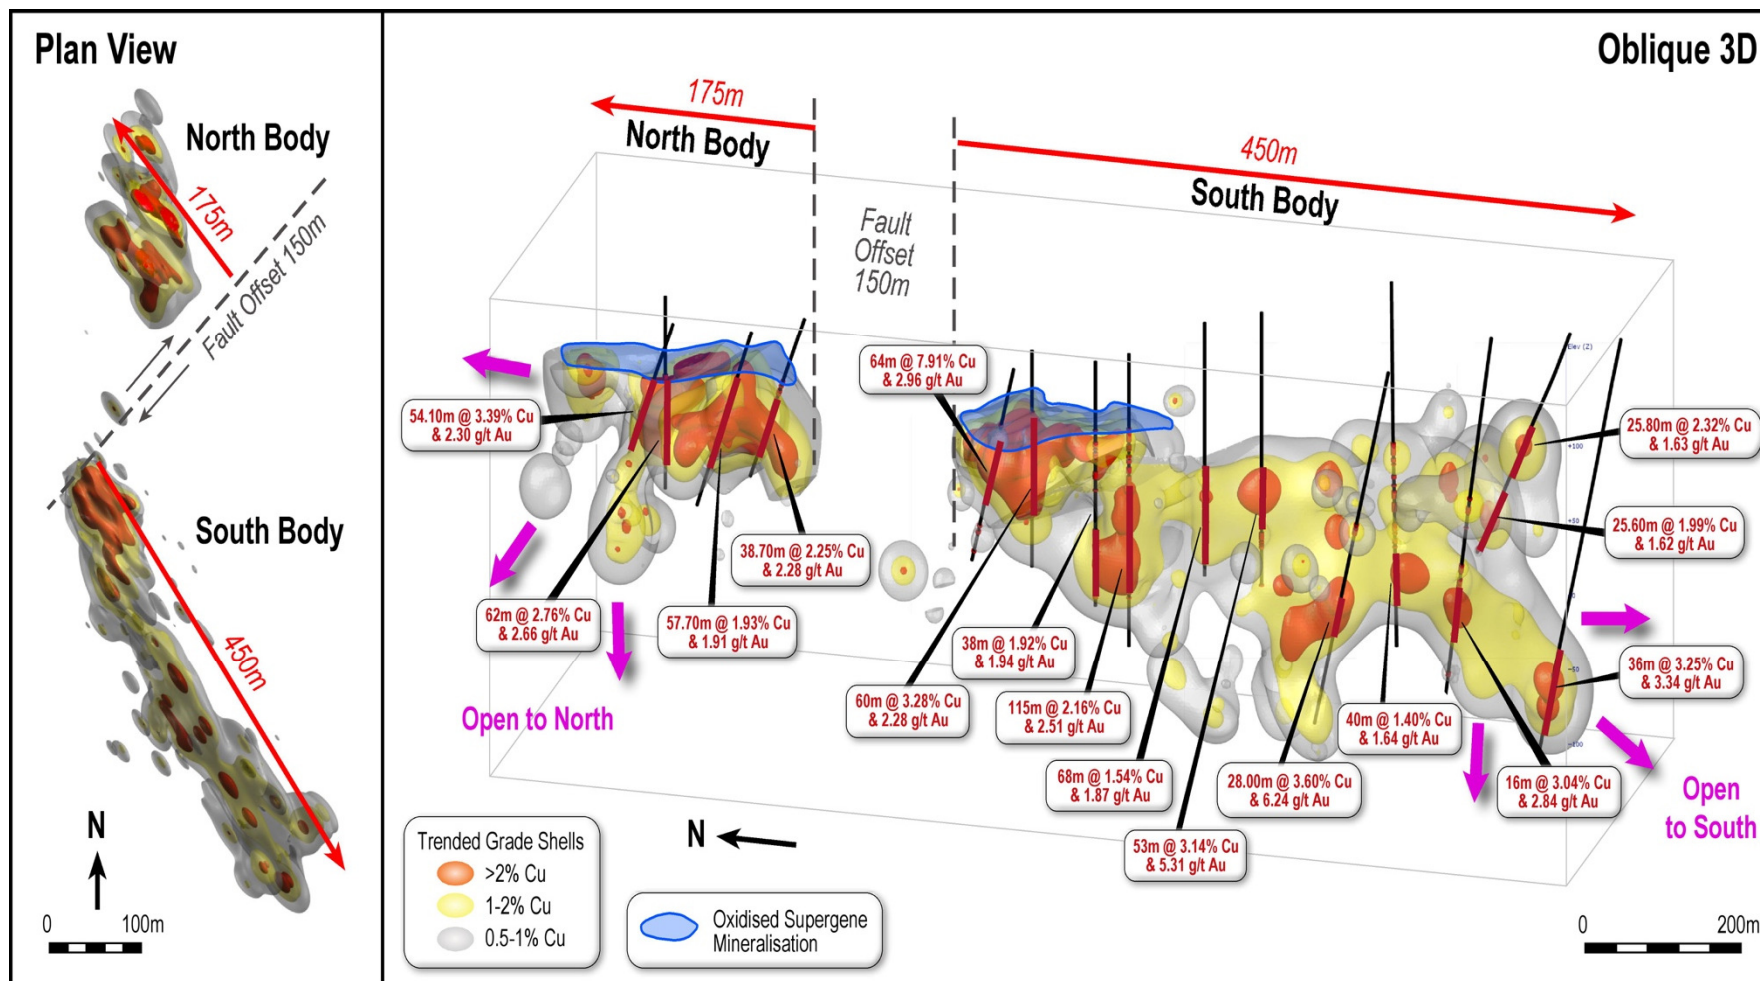 Plan View
North Body
175m
Fault Offset 150m
South Body
450m
N
0 100m
Oblique 3D
175m
North Body
450m
South Body
Fault
Offset
150m
Elev (Z)
+100
+50
0
-50
-100
64m @ 7.91% Cu
& 2.96 g/t Au
54.10m @ 3.39% Cu
& 2.30 g/t Au
25.80m @ 2.32% Cu
& 1.63 g/t Au
25.60m @ 1.99% Cu
& 1.62 g/t Au
38.70m @ 2.25% Cu
& 2.28 g/t Au
62m @ 2.76% Cu
& 2.66 g/t Au
57.70m @ 1.93% Cu
& 1.91 g/t Au
38m @ 1.92% Cu
& 1.94 g/t Au
36m @ 3.25% Cu
& 3.34 g/t Au
60m @ 3.28% Cu
& 2.28 g/t Au
115m @ 2.16% Cu
& 2.51 g/t Au
40m @ 1.40% Cu
& 1.64 g/t Au
68m @ 1.54% Cu
& 1.87 g/t Au
28.00m @ 3.60% Cu
& 6.24 g/t Au
16m @ 3.04% Cu
& 2.84 g/t Au
53m @ 3.14% Cu
& 5.31 g/t Au
Open to North
Open
to South
N
Trended Grade Shells
>2% Cu
1-2% Cu
0.5-1% Cu
Oxidised Supergene
Mineralisation
0 200m